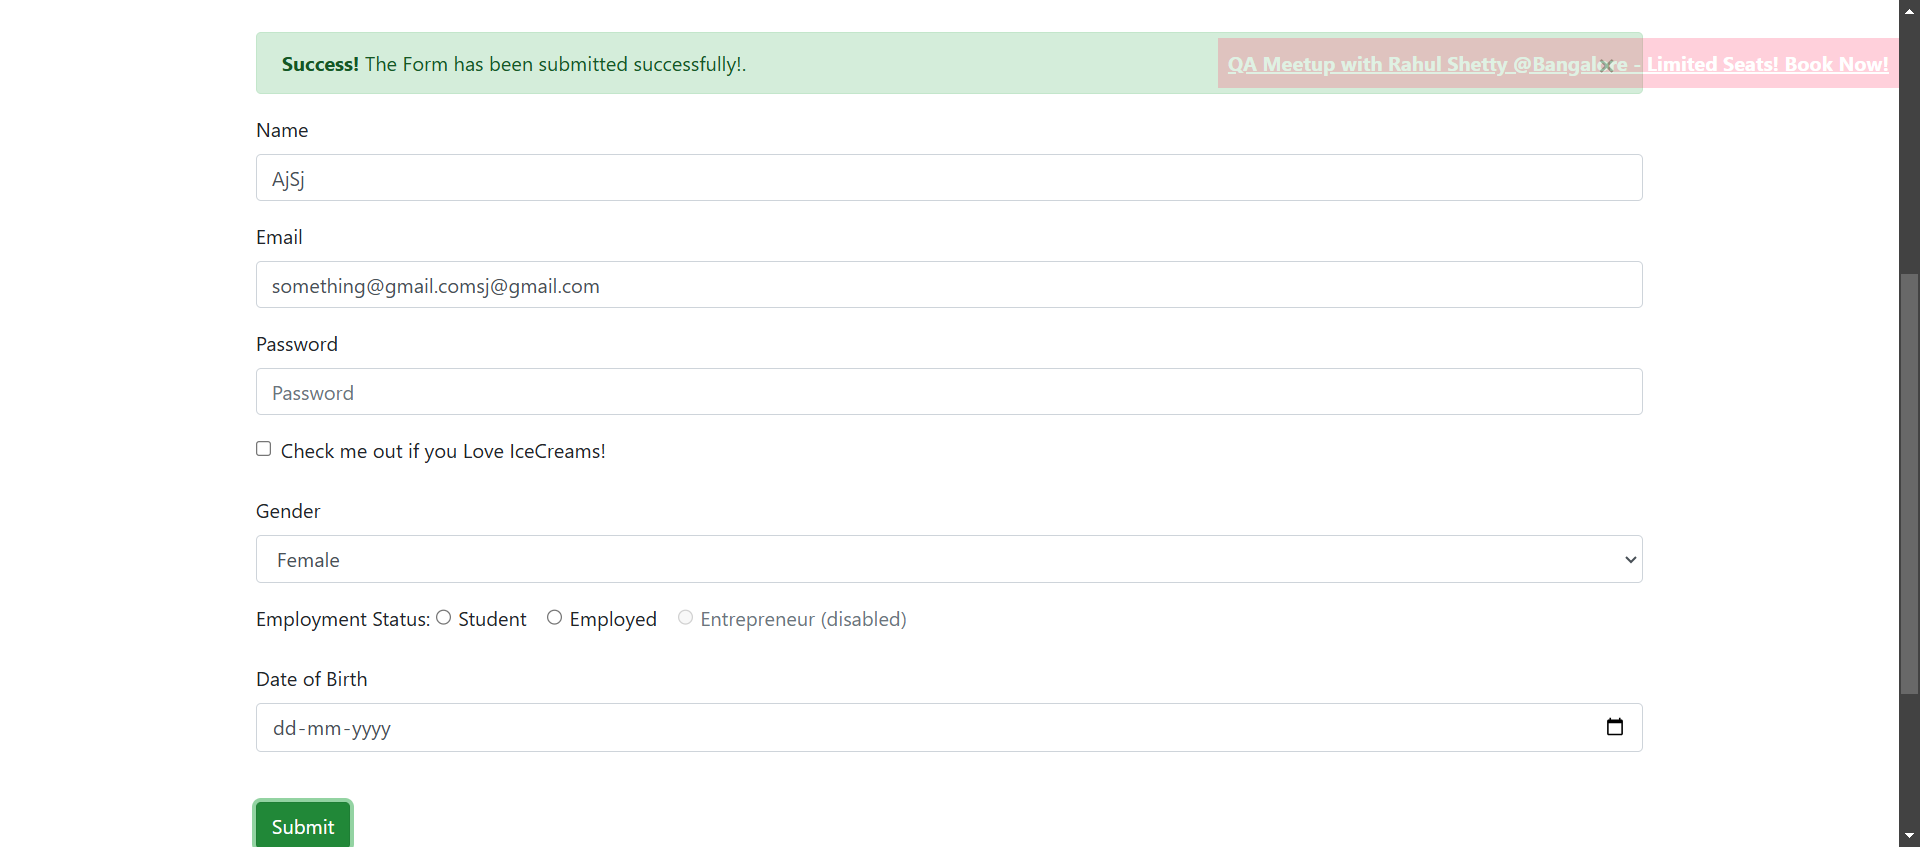 Success! The Form has been submitted successfully!.
QA Meetup with Rahul Shetty @Bangalore - Limited Seats! Book Now!
Name
AjSj
Email
something@gmail.comsj@gmail.com
Password
Password
Check me out if you Love IceCreams!
Gender
Female
Employment Status: Student Employed Entrepreneur (disabled)
Date of Birth
dd-mm-yyyy
Submit